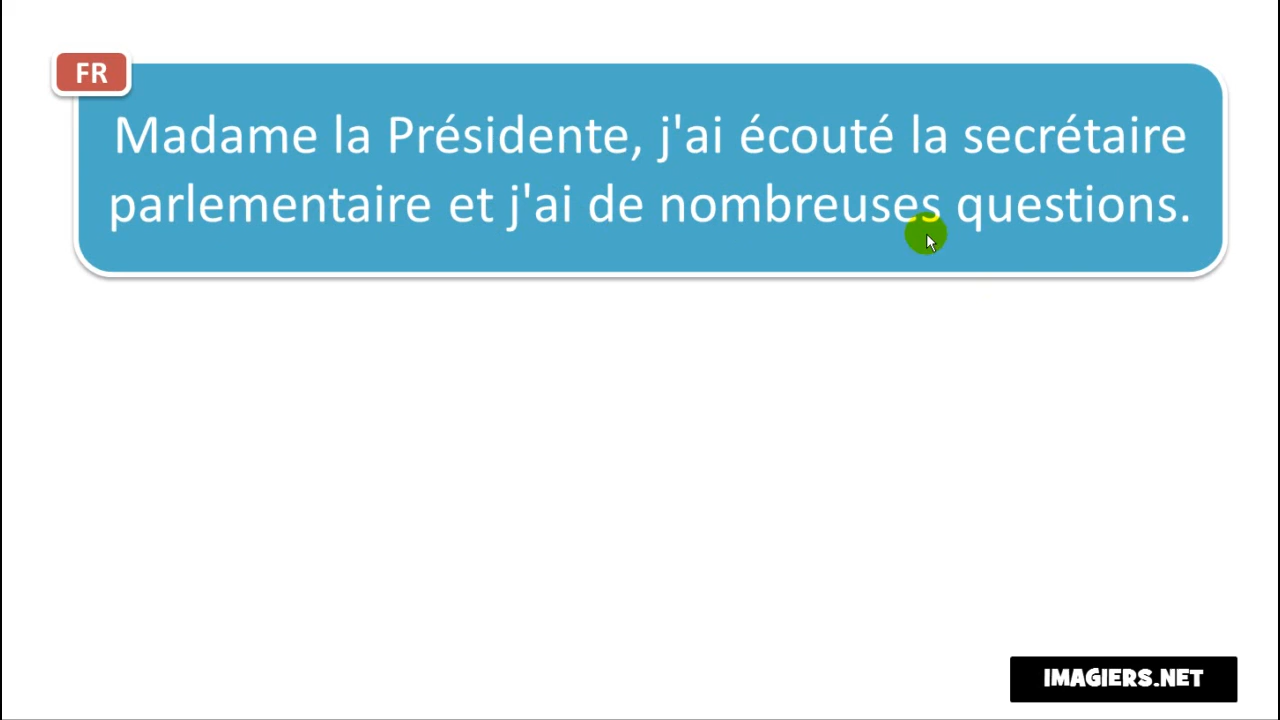 FR
Madame la Présidente, j'ai écouté la secrétaire
parlementaire et j'ai de nombreuses questions.
IMAGIERS.NET